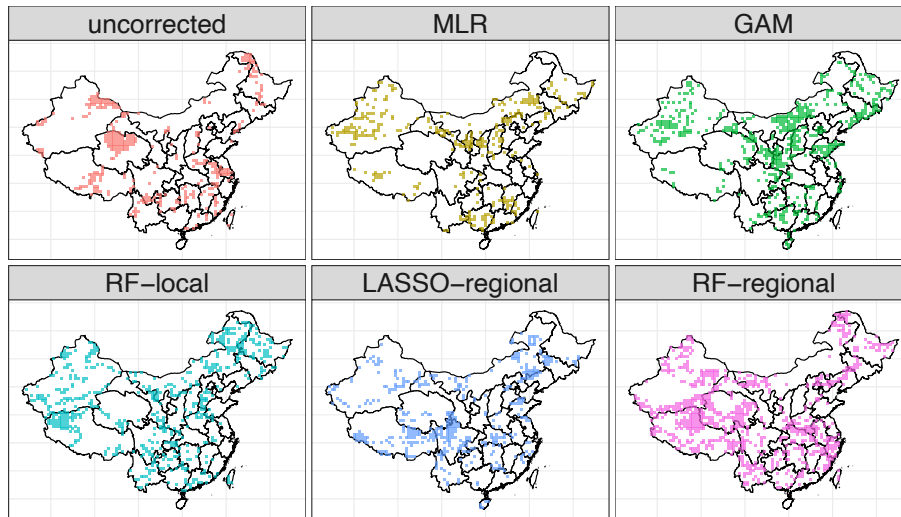 uncorrected
MLR
GAM
RF−local
LASSO−regional
RF−regional